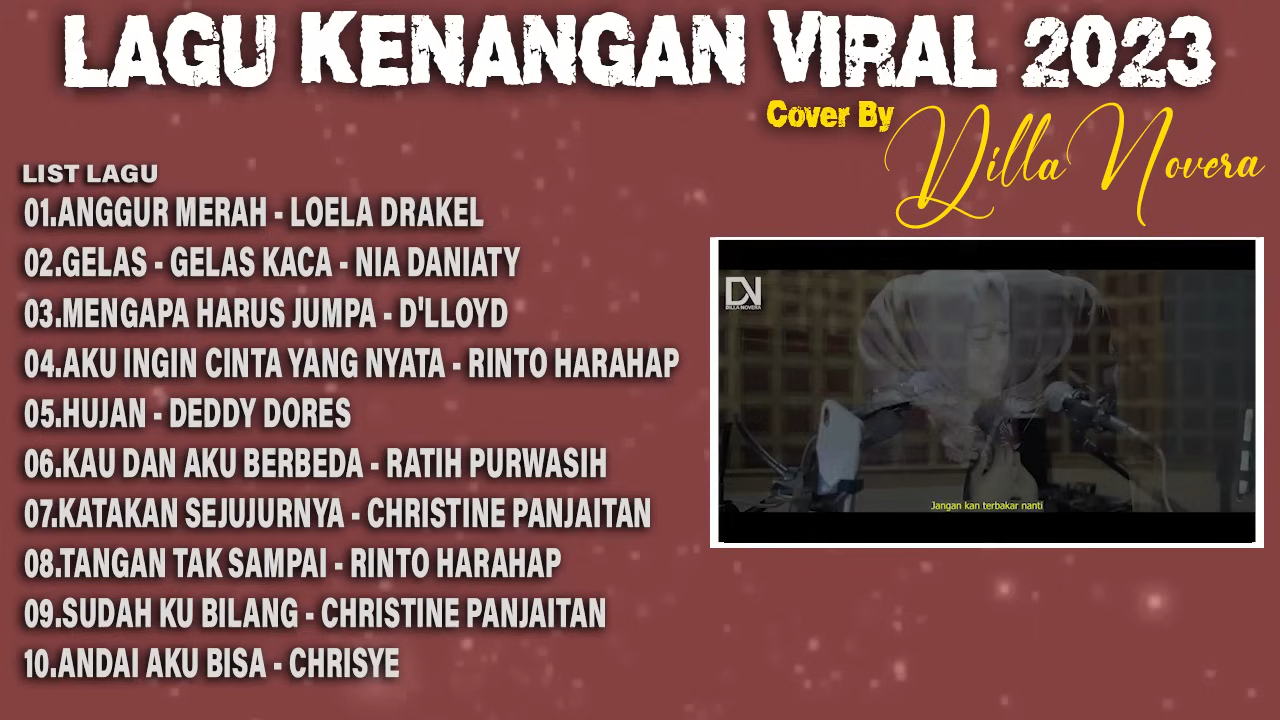 LAGU KENANGAN VIRAL 2023
Cover By Dilla Novera
LIST LAGU
01.ANGGUR MERAH - LOELA DRAKEL
02.GELAS - GELAS KACA - NIA DANIATY
03.MENGAPA HARUS JUMPA - D'LLOYD
04.AKU INGIN CINTA YANG NYATA - RINTO HARAHAP
05.HUJAN - DEDDY DORES
06.KAU DAN AKU BERBEDA - RATIH PURWASIH
07.KATAKAN SEJUJURNYA - CHRISTINE PANJAITAN
08.TANGAN TAK SAMPAI - RINTO HARAHAP
09.SUDAH KU BILANG - CHRISTINE PANJAITAN
10.ANDAI AKU BISA - CHRISYE
DN
DILLA NOVERA
Jangan kan terbakar nanti